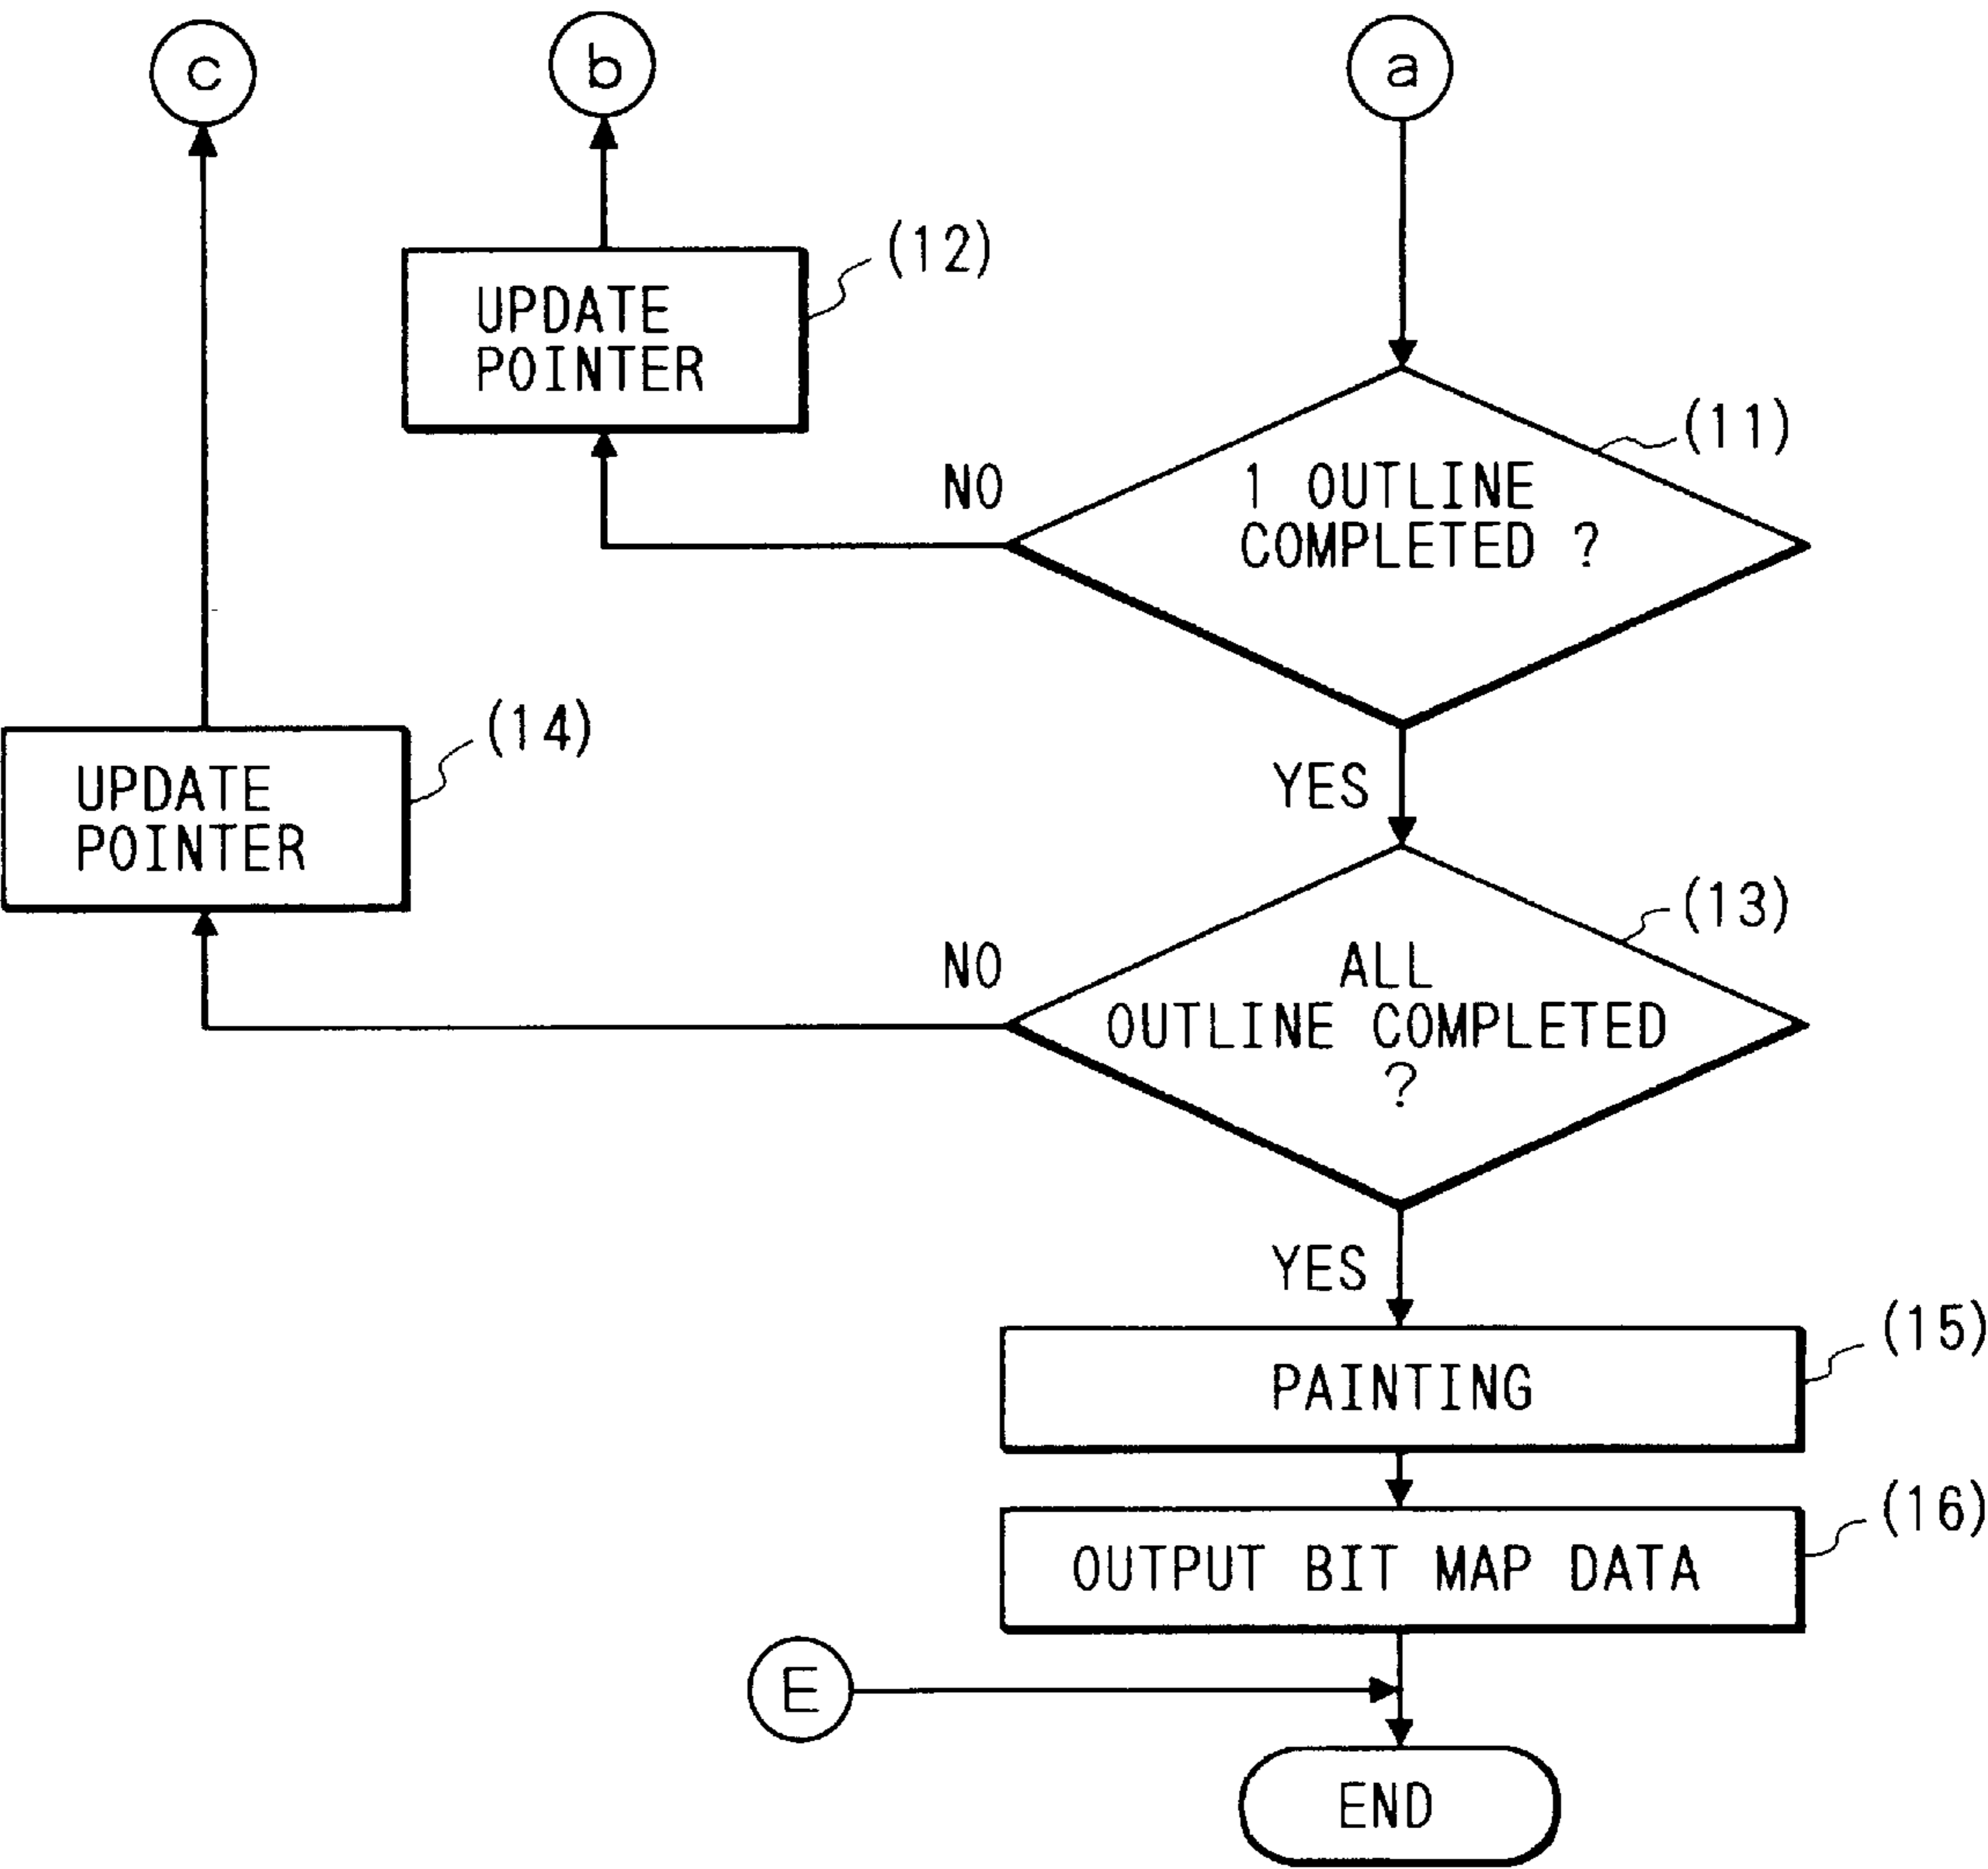 c
b
a
(12)
UPDATE
POINTER
(11)
NO
1 OUTLINE
COMPLETED ?
(14)
UPDATE
POINTER
YES
(13)
NO
ALL
OUTLINE COMPLETED
?
YES
(15)
PAINTING
(16)
OUTPUT BIT MAP DATA
E
END